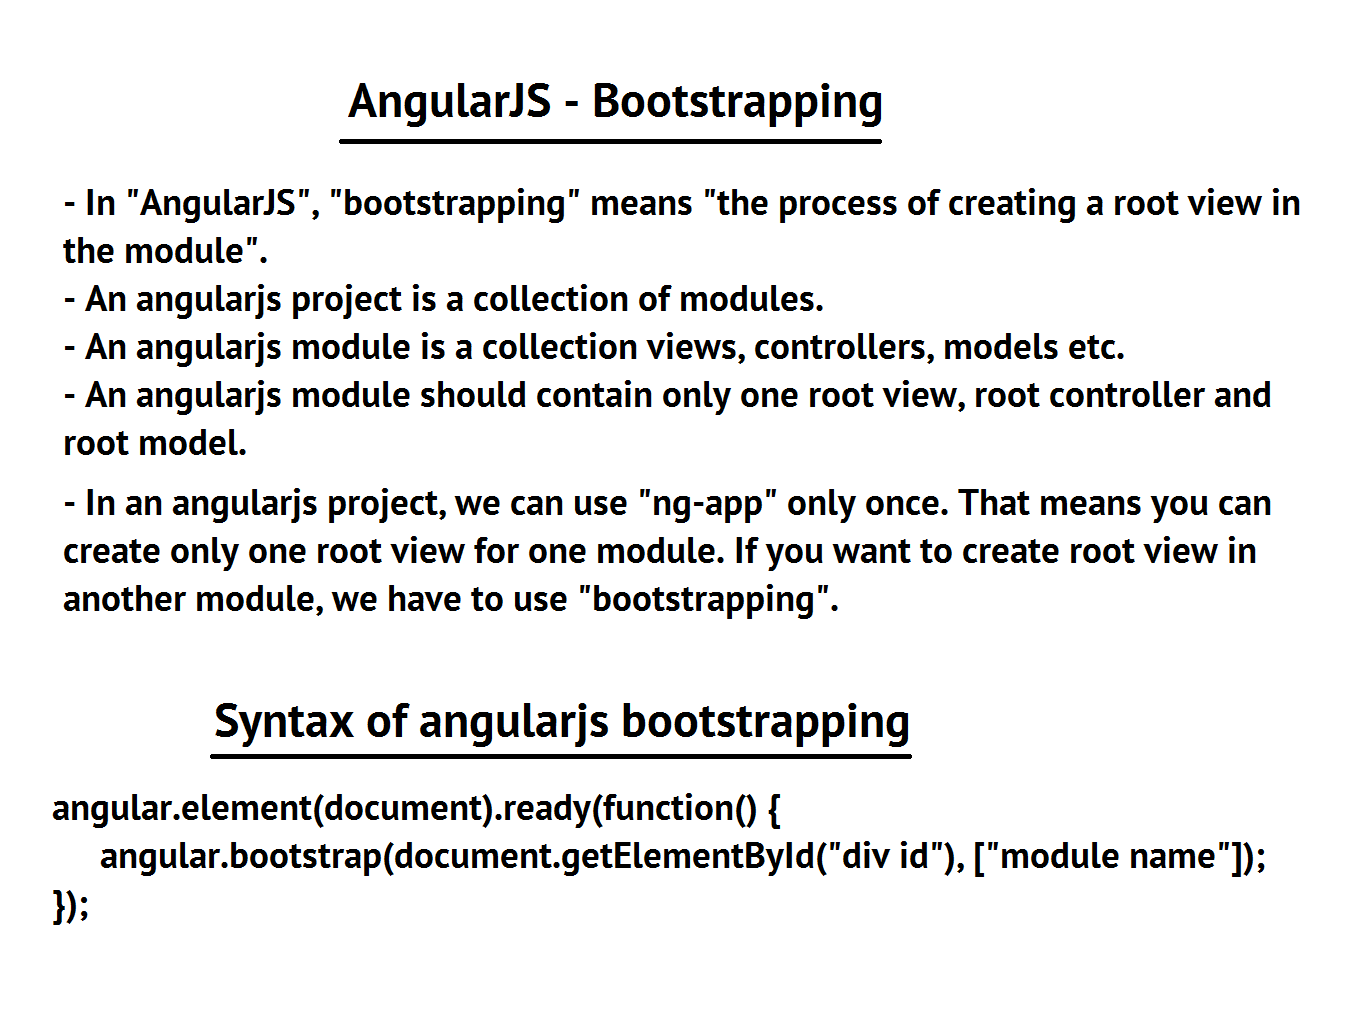 AngularJS - Bootstrapping
- In "AngularJS", "bootstrapping" means "the process of creating a root view in
the module".
- An angularjs project is a collection of modules.
- An angularjs module is a collection views, controllers, models etc.
- An angularjs module should contain only one root view, root controller and
root model.
- In an angularjs project, we can use "ng-app" only once. That means you can
create only one root view for one module. If you want to create root view in
another module, we have to use "bootstrapping".
Syntax of angularjs bootstrapping
angular.element(document).ready(function() {
angular.bootstrap(document.getElementById("div id"), ["module name"]);
});